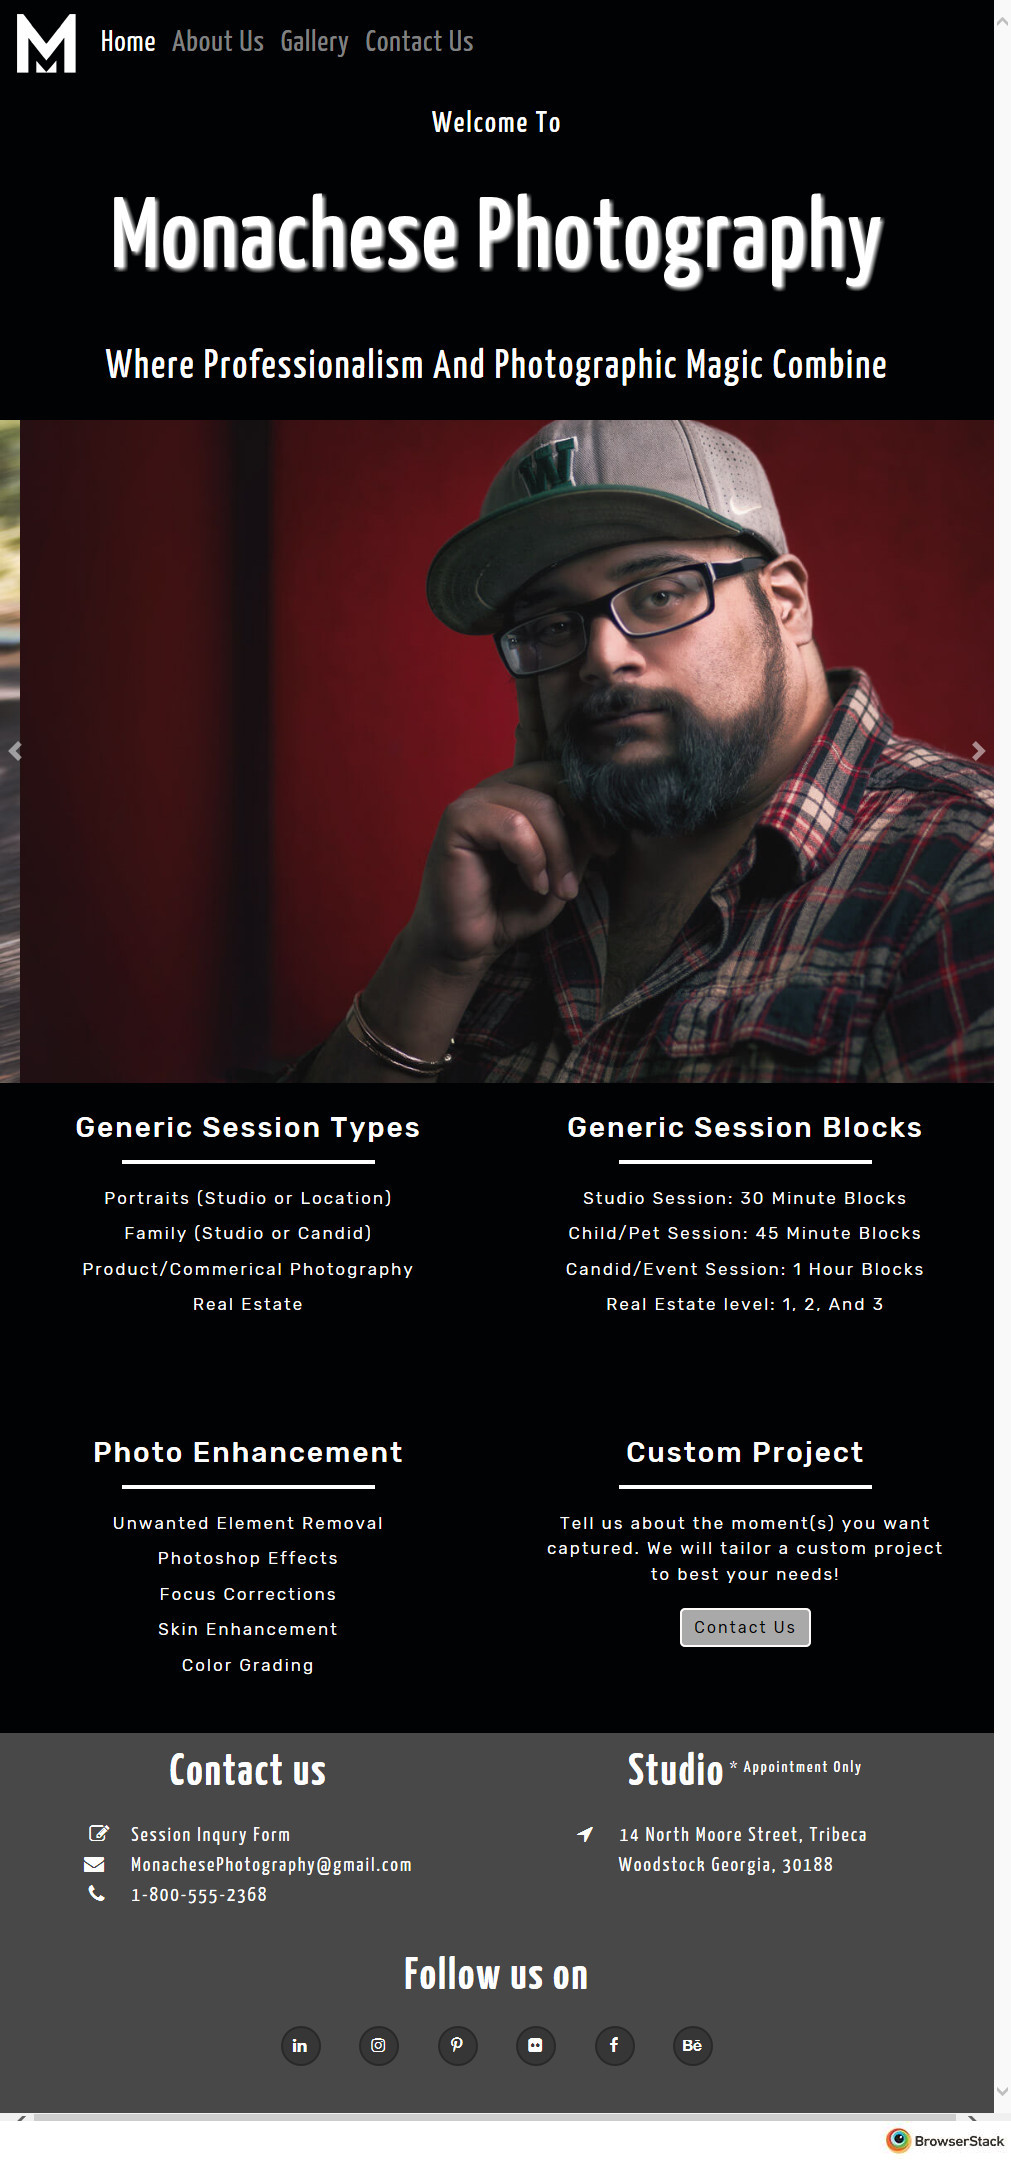 M
Home About Us Gallery Contact Us
Welcome To
Monachese Photography
Where Professionalism And Photographic Magic Combine
W
Generic Session Types
Portraits (Studio or Location)
Family (Studio or Candid)
Product/Commerical Photography
Real Estate
Generic Session Blocks
Studio Session: 30 Minute Blocks
Child/Pet Session: 45 Minute Blocks
Candid/Event Session: 1 Hour Blocks
Real Estate level: 1, 2, And 3
Photo Enhancement
Unwanted Element Removal
Photoshop Effects
Focus Corrections
Skin Enhancement
Color Grading
Custom Project
Tell us about the moment(s) you want
captured. We will tailor a custom project
to best your needs!
Contact Us
Contact us
Session Inqury Form
MonachesePhotography@gmail.com
1-800-555-2368
Studio * Appointment Only
14 North Moore Street, Tribeca
Woodstock Georgia, 30188
Follow us on
in
f
Bē
BrowserStack